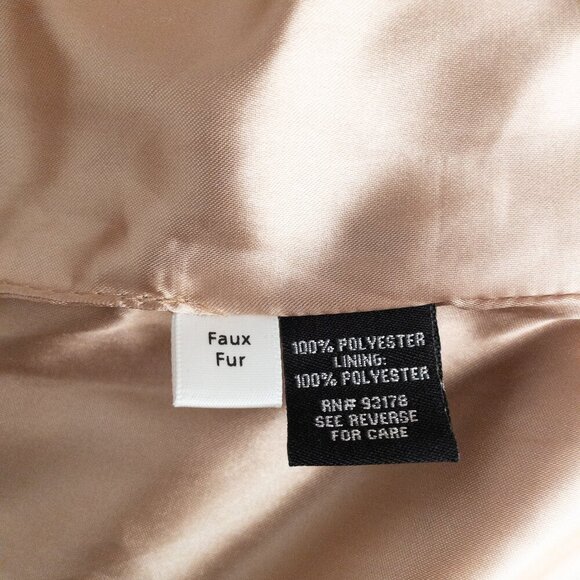 Faux
Fur
100% POLYESTER
LINING:
100% POLYESTER
RN# 93178
SEE REVERSE
FOR CARE